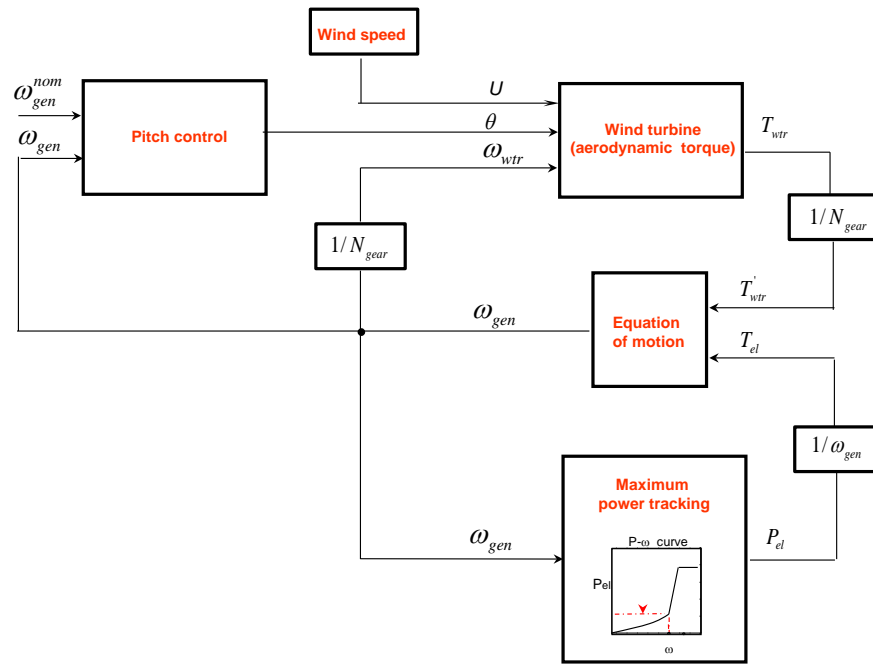 Wind speed
U
ω_gen^nom
ω_gen
Pitch control
θ
ω_wtr
Wind turbine
(aerodynamic torque)
T_wtr
1/ N_gear
1/ N_gear
ω_gen
Equation
of motion
T'_wtr
T_el
1/ ω_gen
Maximum
power tracking
ω_gen
P-ω curve
Pel
ω
P_el